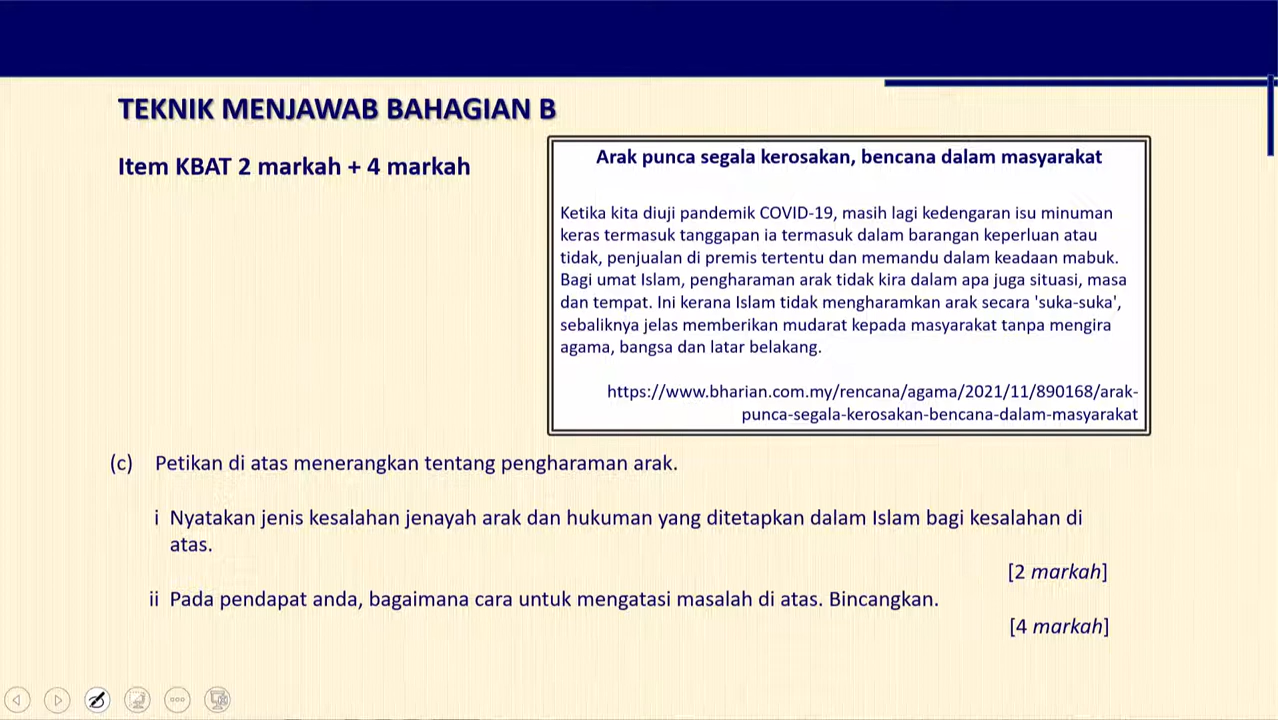 TEKNIK MENJAWAB BAHAGIAN B
Item KBAT 2 markah + 4 markah
Arak punca segala kerosakan, bencana dalam masyarakat
Ketika kita diuji pandemik COVID-19, masih lagi kedengaran isu minuman
keras termasuk tanggapan ia termasuk dalam barangan keperluan atau
tidak, penjualan di premis tertentu dan memandu dalam keadaan mabuk.
Bagi umat Islam, pengharaman arak tidak kira dalam apa juga situasi, masa
dan tempat. Ini kerana Islam tidak mengharamkan arak secara 'suka-suka',
sebaliknya jelas memberikan mudarat kepada masyarakat tanpa mengira
agama, bangsa dan latar belakang.
https://www.bharian.com.my/rencana/agama/2021/11/890168/arak-
punca-segala-kerosakan-bencana-dalam-masyarakat
(c) Petikan di atas menerangkan tentang pengharaman arak.
i Nyatakan jenis kesalahan jenayah arak dan hukuman yang ditetapkan dalam Islam bagi kesalahan di
atas.
[2 markah]
ii Pada pendapat anda, bagaimana cara untuk mengatasi masalah di atas. Bincangkan.
[4 markah]